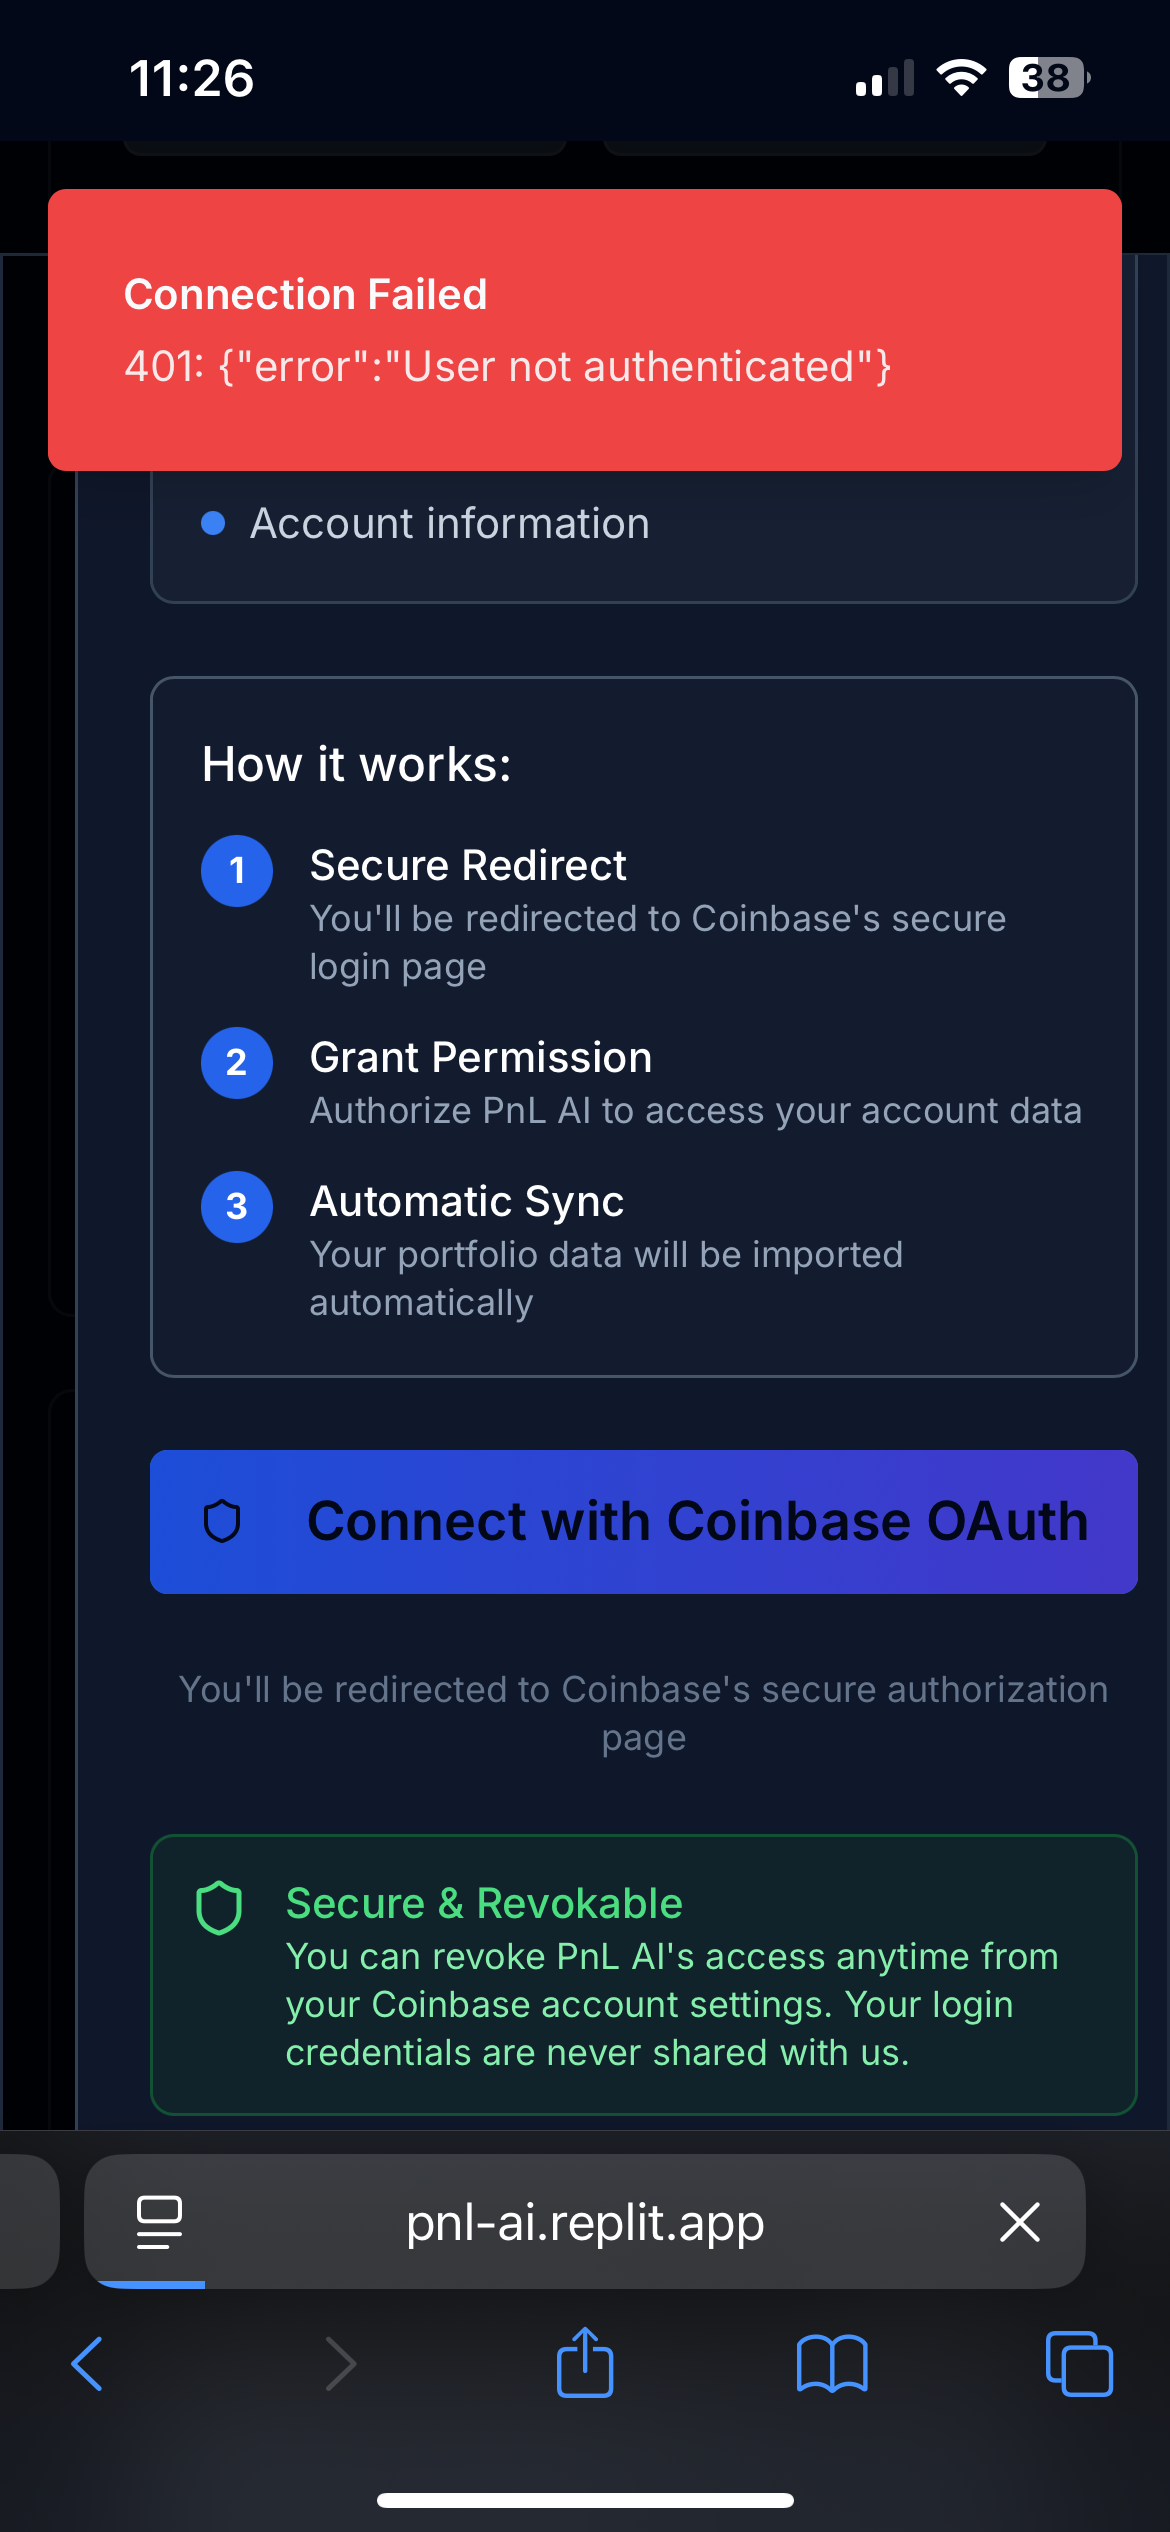 11:26
38
Connection Failed
401: {"error":"User not authenticated"}
Account information
How it works:
1
Secure Redirect
You'll be redirected to Coinbase's secure
login page
2
Grant Permission
Authorize PnL AI to access your account data
3
Automatic Sync
Your portfolio data will be imported
automatically
Connect with Coinbase OAuth
You'll be redirected to Coinbase's secure authorization
page
Secure & Revokable
You can revoke PnL AI's access anytime from
your Coinbase account settings. Your login
credentials are never shared with us.
pnl-ai.replit.app